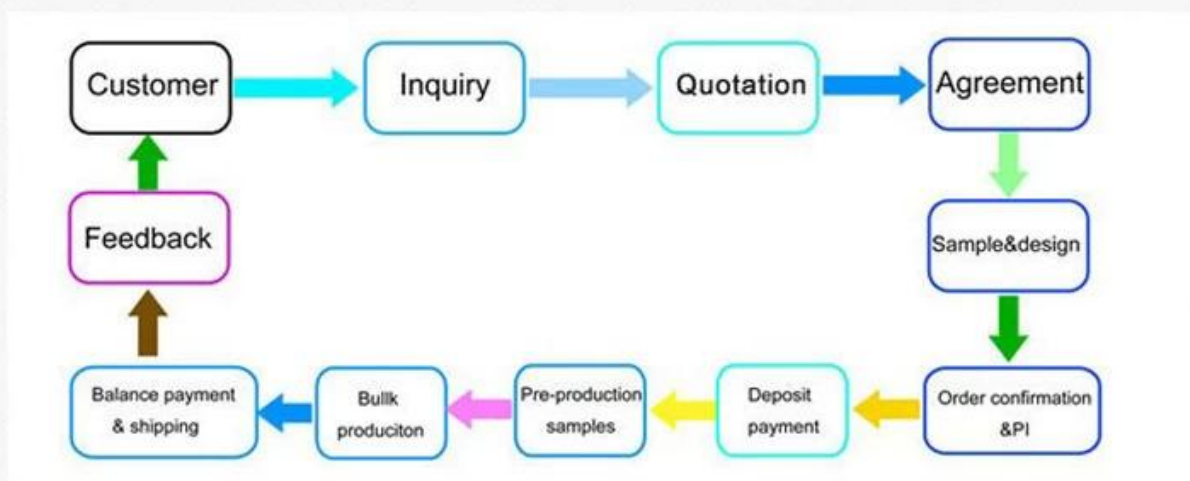 Customer
Inquiry
Quotation
Agreement
Sample&design
Order confirmation
&PI
Deposit
payment
Pre-production
samples
Bullk
produciton
Balance payment
& shipping
Feedback